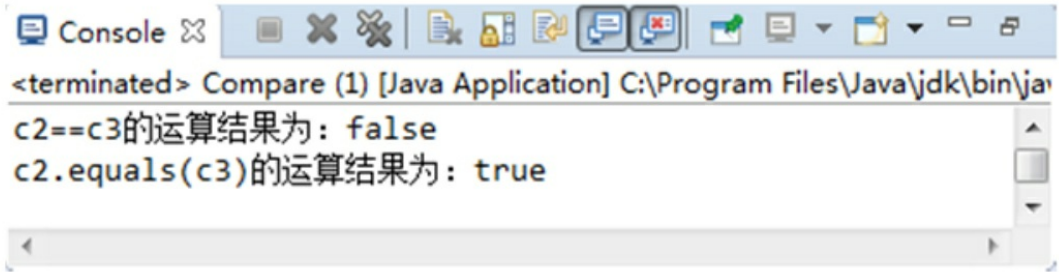 Console
<terminated> Compare (1) [Java Application] C:\Program Files\Java\jdk\bin\jav
c2==c3的运算结果为：false
c2.equals(c3)的运算结果为：true